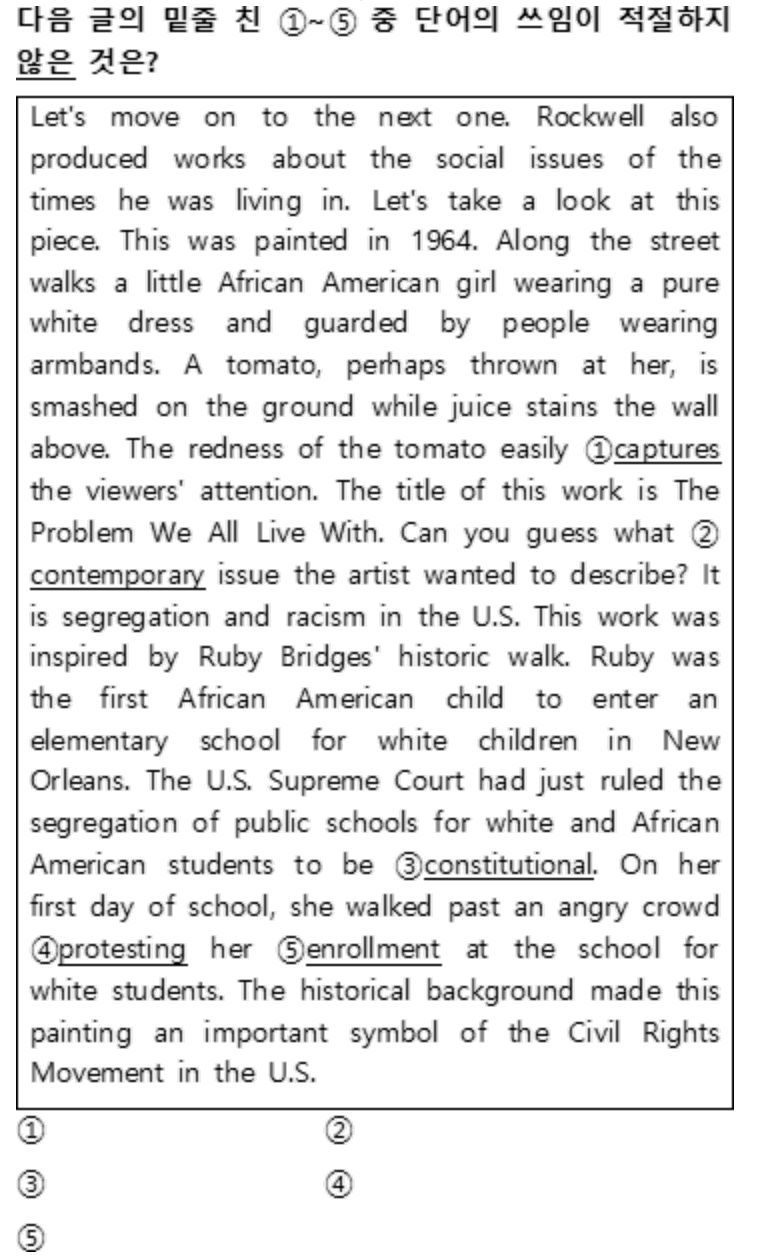 다음 글의 밑줄 친 ①~⑤ 중 단어의 쓰임이 적절하지
않은 것은?
Let's move on to the next one. Rockwell also
produced works about the social issues of the
times he was living in. Let's take a look at this
piece. This was painted in 1964. Along the street
walks a little African American girl wearing a pure
white dress and guarded by people wearing
armbands. A tomato, perhaps thrown at her, is
smashed on the ground while juice stains the wall
above. The redness of the tomato easily ①captures
the viewers' attention. The title of this work is The
Problem We All Live With. Can you guess what ②
contemporary issue the artist wanted to describe? It
is segregation and racism in the U.S. This work was
inspired by Ruby Bridges' historic walk. Ruby was
the first African American child to enter an
elementary school for white children in New
Orleans. The U.S. Supreme Court had just ruled the
segregation of public schools for white and African
American students to be ③constitutional. On her
first day of school, she walked past an angry crowd
④protesting her ⑤enrollment at the school for
white students. The historical background made this
painting an important symbol of the Civil Rights
Movement in the U.S.
① ②
③ ④
⑤